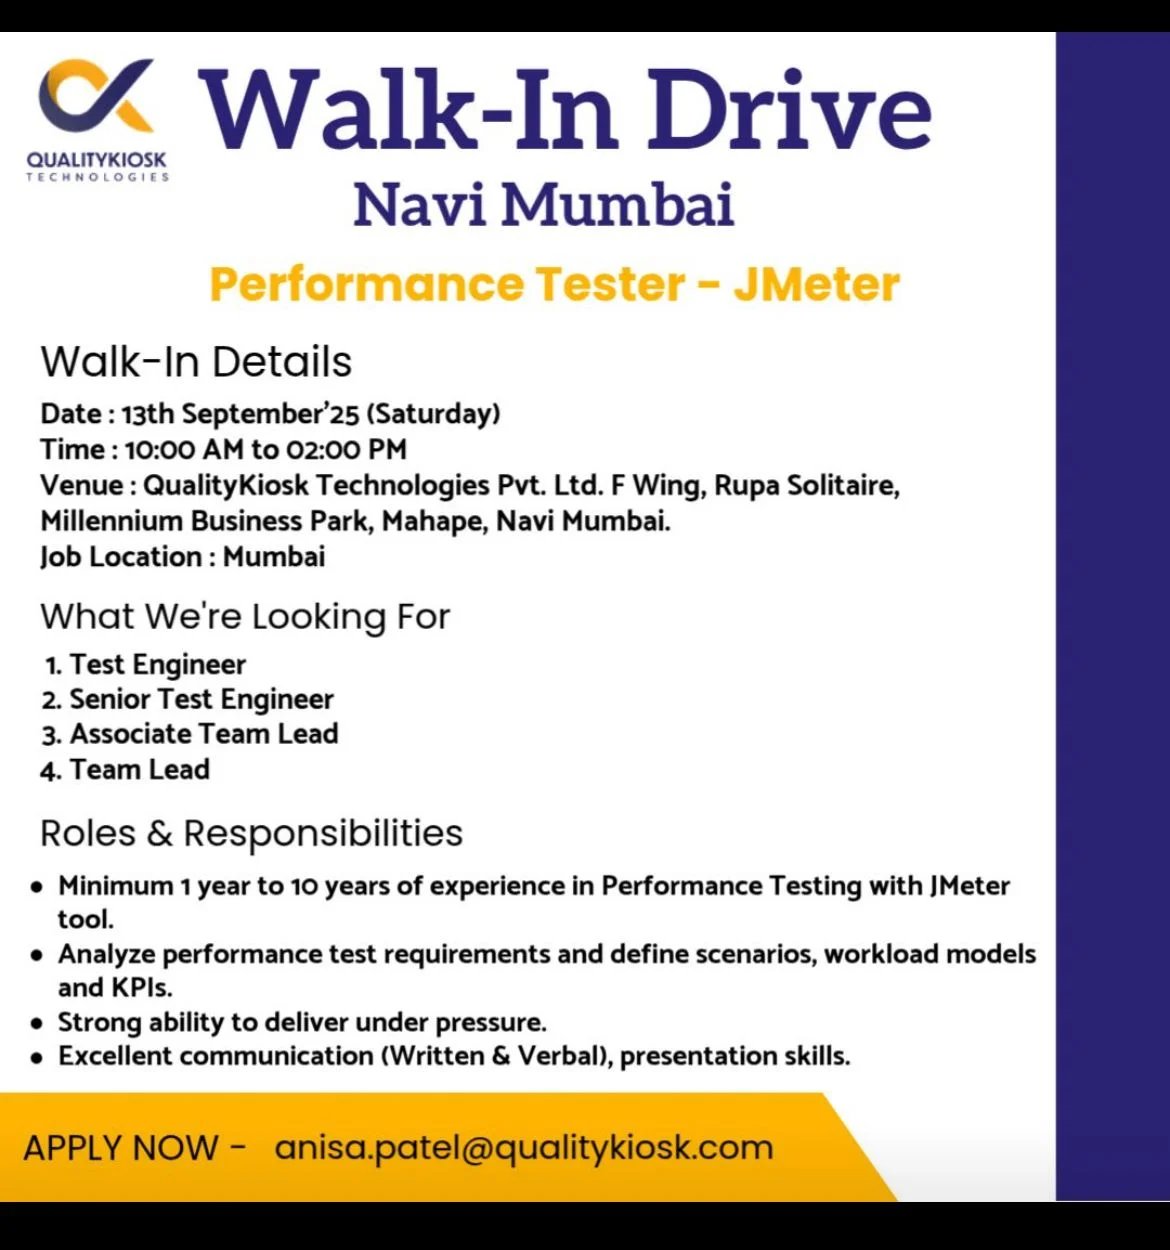 QUALITYKIOSK
TECHNOLOGIES
Walk-In Drive
Navi Mumbai
Performance Tester - JMeter
Walk-In Details
Date : 13th September'25 (Saturday)
Time : 10:00 AM to 02:00 PM
Venue : QualityKiosk Technologies Pvt. Ltd. F Wing, Rupa Solitaire,
Millennium Business Park, Mahape, Navi Mumbai.
Job Location : Mumbai
What We're Looking For
1. Test Engineer
2. Senior Test Engineer
3. Associate Team Lead
4. Team Lead
Roles & Responsibilities
• Minimum 1 year to 10 years of experience in Performance Testing with JMeter
tool.
• Analyze performance test requirements and define scenarios, workload models
and KPIs.
• Strong ability to deliver under pressure.
• Excellent communication (Written & Verbal), presentation skills.
APPLY NOW - anisa.patel@qualitykiosk.com